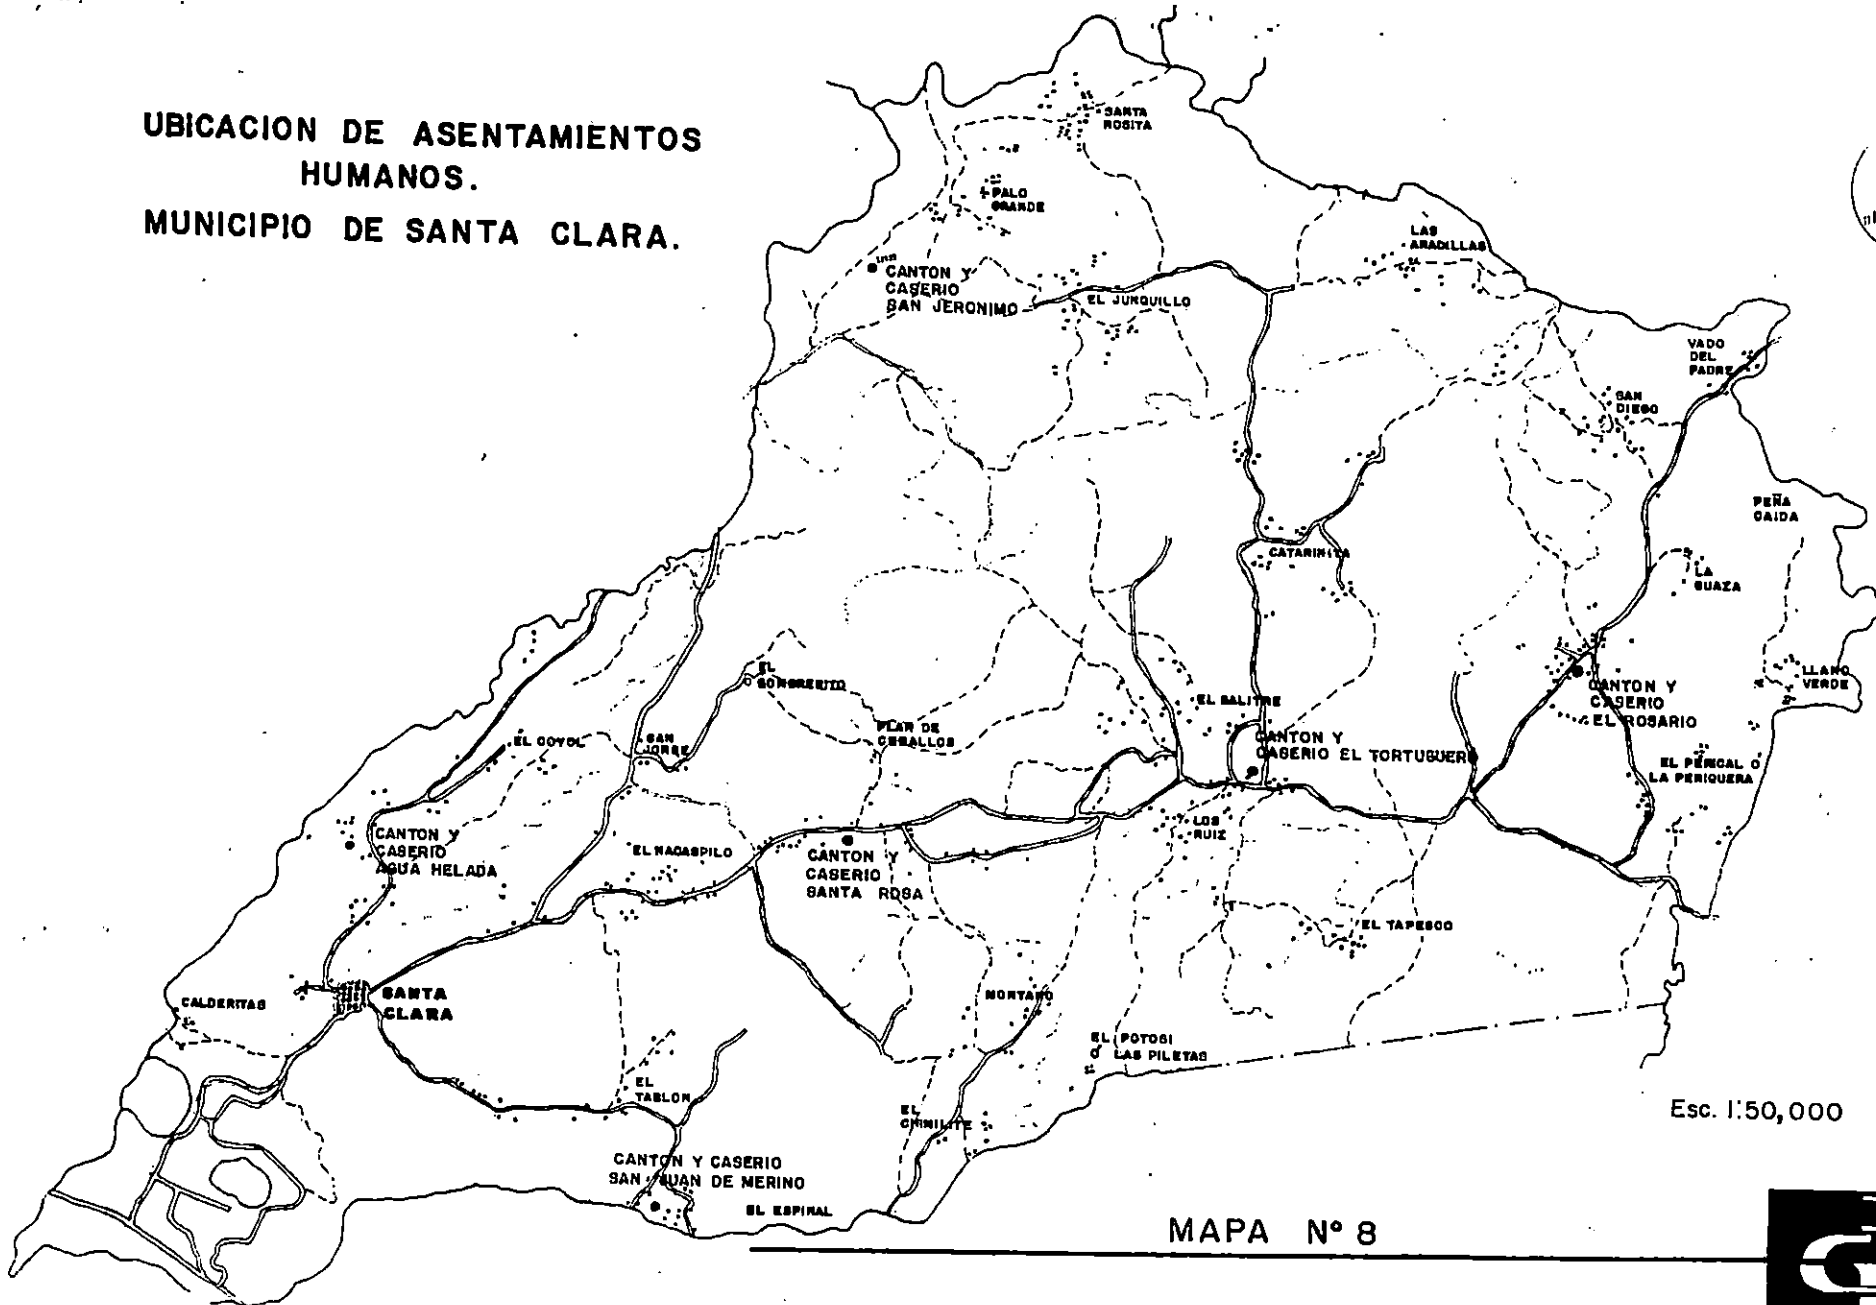 UBICACION DE ASENTAMIENTOS
HUMANOS.
MUNICIPIO DE SANTA CLARA.
SANTA
ROSITA
PALO
GRANDE
LAS
ARADILLAS
CANTON Y
CASERIO
SAN JERONIMO
EL JUNQUILLO
VADO
DEL
PADRE
SAN
DIEGO
PEÑA
CAIDA
CATARINITA
LA
GUAZA
EL
SOMBRERITO
LLANO
VERDE
EL SALITRE
CANTON Y
CASERIO
EL ROSARIO
PLAN DE
CEBALLOS
SAN
JORGE
EL COYOL
CANTON Y
CASERIO EL TORTUGUERO
EL PERICAL O
LA PERIQUERA
LOS
RUIZ
CANTON Y
CASERIO
AGUA HELADA
EL MACASPILO
CANTON Y
CASERIO
SANTA ROSA
EL TAPESCO
CALDERITAS
SANTA
CLARA
MONTAÑO
EL POTOSI
O LAS PILETAS
EL
TABLON
EL
CHINILITE
Esc. 1:50,000
CANTON Y CASERIO
SAN JUAN DE MERINO
EL ESPINAL
MAPA N° 8